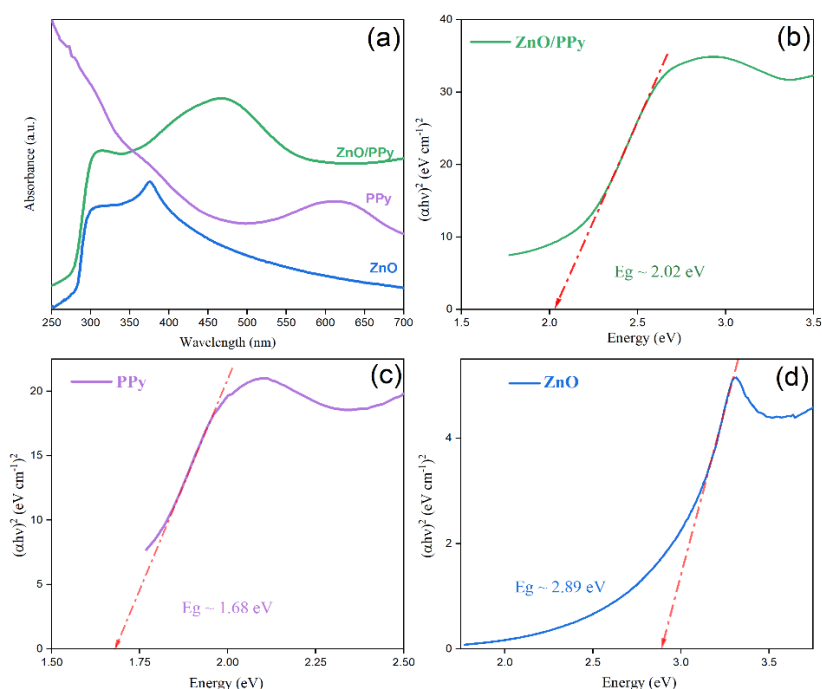 (a)
ZnO/PPy
PPy
ZnO
Absorbance (a.u.)
250 300 350 400 450 500 550 600 650 700
Wavelength (nm)
(b)
ZnO/PPy
Eg ~ 2.02 eV
(αhν)² (eV cm⁻¹)²
40
30
20
10
0
1.5 2.0 2.5 3.0 3.5
Energy (eV)
(c)
PPy
Eg ~ 1.68 eV
(αhν)² (eV cm⁻¹)²
20
15
10
5
0
1.50 1.75 2.00 2.25 2.50
Energy (eV)
(d)
ZnO
Eg ~ 2.89 eV
(αhν)² (eV cm⁻¹)²
4
2
0
2.0 2.5 3.0 3.5
Energy (eV)